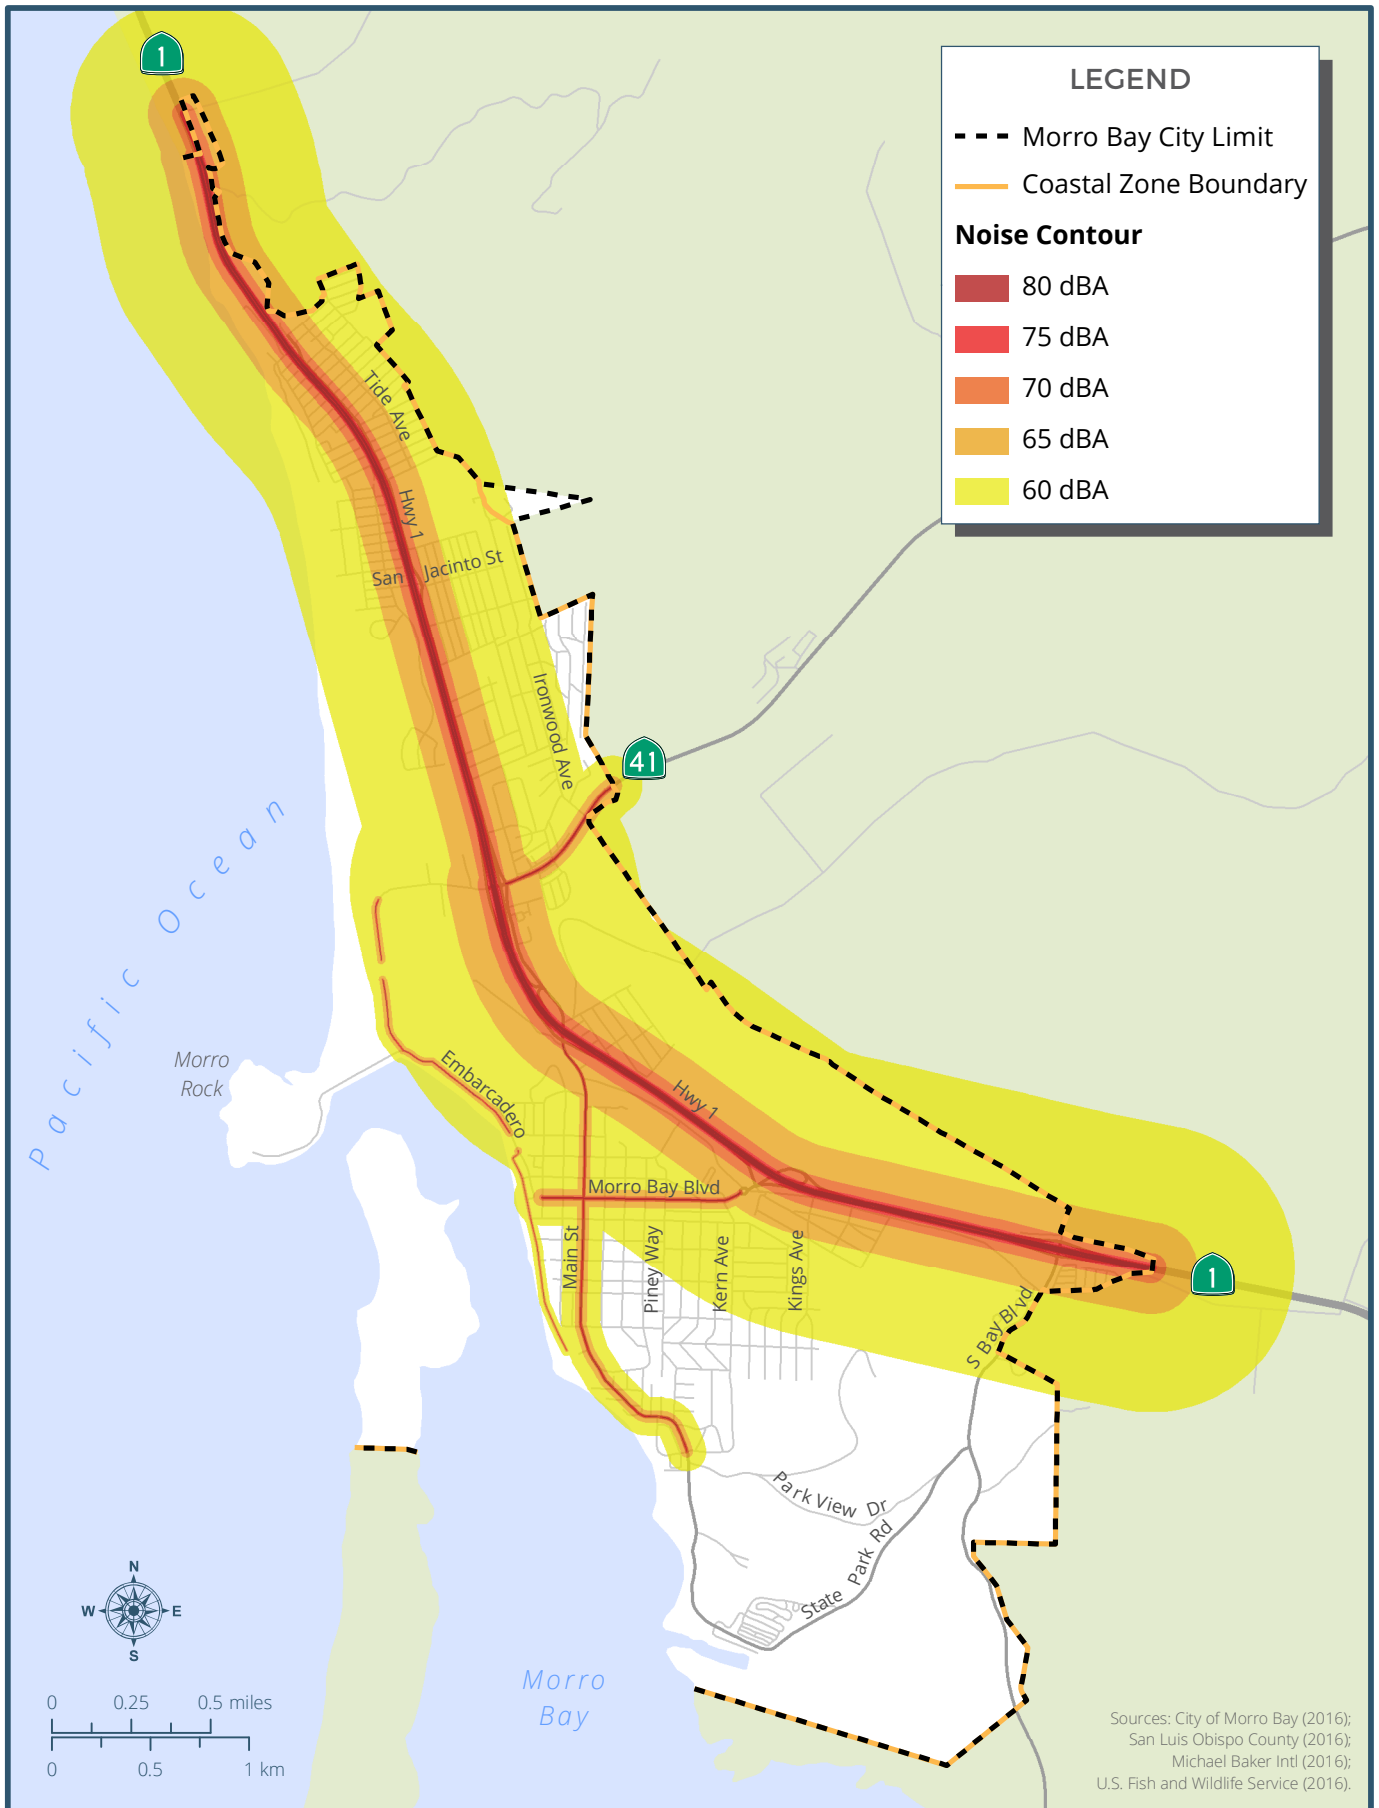 1
LEGEND
Morro Bay City Limit
Coastal Zone Boundary
Noise Contour
80 dBA
75 dBA
70 dBA
65 dBA
60 dBA
Tide Ave
Hwy 1
San Jacinto St
Ironwood Ave
41
Pacific Ocean
Morro
Rock
Embarcadero
Hwy 1
Morro Bay Blvd
Main St
Piney Way
Kern Ave
Kings Ave
1
S Bay Blvd
Park View Dr
State Park Rd
N
W E
S
Morro
Bay
0 0.25 0.5 miles
0 0.5 1 km
Sources: City of Morro Bay (2016);
San Luis Obispo County (2016);
Michael Baker Intl (2016);
U.S. Fish and Wildlife Service (2016).